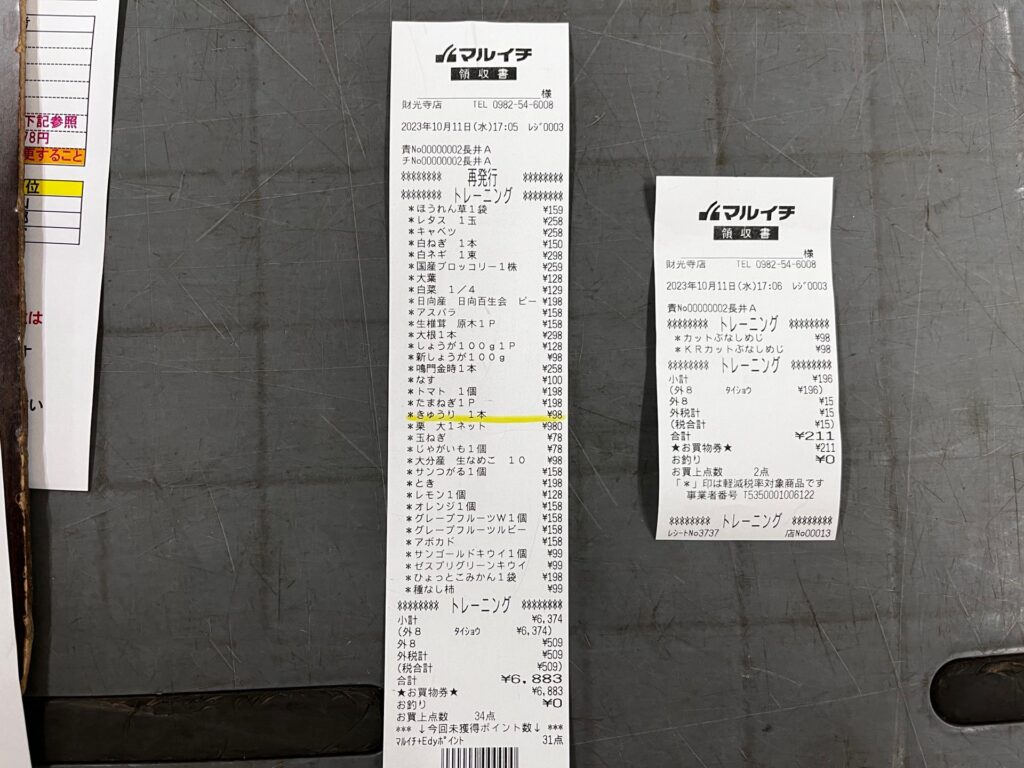 下記参照
78円
更すること
位
は
マルイチ
領収書
様
財光寺店 TEL 0982-54-6008
2023年10月11日(水)17:05 レジ0003
責No00000002長井A
チNo00000002長井A
******** 再発行 ********
******** トレーニング ********
*ほうれん草1袋 ¥159
*レタス 1玉 ¥258
*キャベツ ¥258
*白ねぎ 1本 ¥150
*白ネギ 1束 ¥298
*国産ブロッコリー1株 ¥259
*大葉 ¥128
*白菜 1/4 ¥129
*日向産 日向百生会 ピー ¥198
*アスパラ ¥158
*生椎茸 原木1P ¥158
*大根1本 ¥298
*しょうが100g1P ¥128
*新しょうが100g ¥98
*鳴門金時1本 ¥258
*なす ¥100
*トマト 1個 ¥198
*たまねぎ1P ¥198
*きゅうり 1本 ¥98
*栗 大1ネット ¥980
*玉ねぎ ¥78
*じゃがいも1個 ¥78
*大分産 生なめこ 10 ¥98
*サンつがる1個 ¥158
*とき ¥198
*レモン1個 ¥128
*オレンジ1個 ¥158
*グレープフルーツW1個 ¥158
*グレープフルーツルビー ¥158
*アボカド ¥158
*サンゴールドキウイ1個 ¥99
*ゼスプリグリーンキウイ ¥99
*ひょっとこみかん1袋 ¥198
*種なし柿 ¥99
******** トレーニング ********
小計 ¥6,374
(外8 タイショウ ¥6,374)
外8 ¥509
外税計 ¥509
(税合計 ¥509)
合計 ¥6,883
★お買物券★ ¥6,883
お釣り ¥0
お買上点数 34点
*** ↓今回未獲得ポイント数↓ ***
マルイチ+Edyポイント 31点
マルイチ
領収書
様
財光寺店 TEL 0982-54-6008
2023年10月11日(水)17:06 レジ0003
責No00000002長井A
******** トレーニング ********
*カットぶなしめじ ¥98
*KRカットぶなしめじ ¥98
******** トレーニング ********
小計 ¥196
(外8 タイショウ ¥196)
外8 ¥15
外税計 ¥15
(税合計 ¥15)
合計 ¥211
★お買物券★ ¥211
お釣り ¥0
お買上点数 2点
「*」印は軽減税率対象商品です
事業者番号 T5350001006122
******** トレーニング ********
レシートNo3737 店No00013